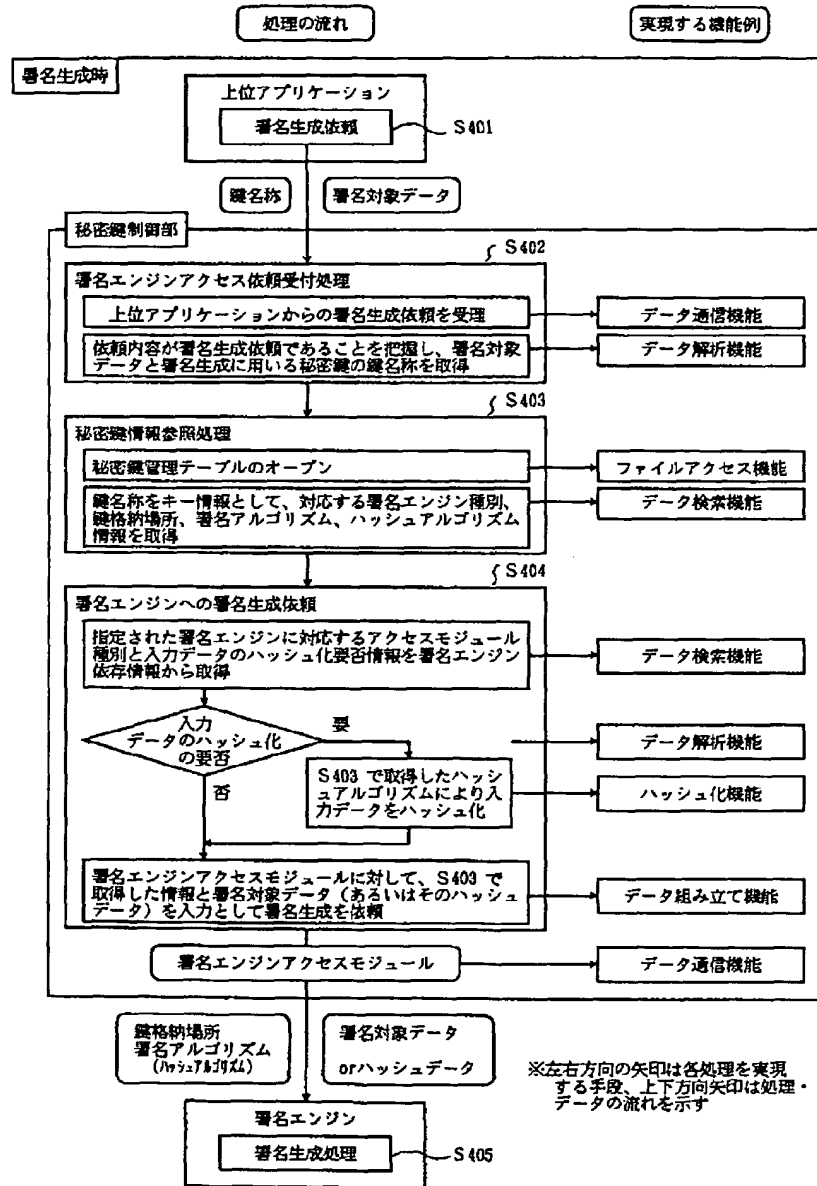 処理の流れ
実現する機能例
署名生成時
上位アプリケーション
署名生成依頼
S401
鍵名称
署名対象データ
秘密鍵制御部
S402
署名エンジンアクセス依頼受付処理
上位アプリケーションからの署名生成依頼を受理
データ通信機能
依頼内容が署名生成依頼であることを把握し、署名対象
データと署名生成に用いる秘密鍵の鍵名称を取得
データ解析機能
S403
秘密鍵情報参照処理
秘密鍵管理テーブルのオープン
ファイルアクセス機能
鍵名称をキー情報として、対応する署名エンジン種別、
鍵格納場所、署名アルゴリズム、ハッシュアルゴリズム
情報を取得
データ検索機能
S404
署名エンジンへの署名生成依頼
指定された署名エンジンに対応するアクセスモジュール
種別と入力データのハッシュ化要否情報を署名エンジン
依存情報から取得
データ検索機能
入力
データのハッシュ化
の要否
要
否
データ解析機能
S403 で取得したハッシ
ュアルゴリズムにより入
力データをハッシュ化
ハッシュ化機能
署名エンジンアクセスモジュールに対して、S403 で
取得した情報と署名対象データ（あるいはそのハッシュ
データ）を入力として署名生成を依頼
データ組み立て機能
署名エンジンアクセスモジュール
データ通信機能
鍵格納場所
署名アルゴリズム
(ハッシュアルゴリズム)
署名対象データ
orハッシュデータ
※左右方向の矢印は各処理を実現
する手段、上下方向矢印は処理・
データの流れを示す
署名エンジン
署名生成処理
S405